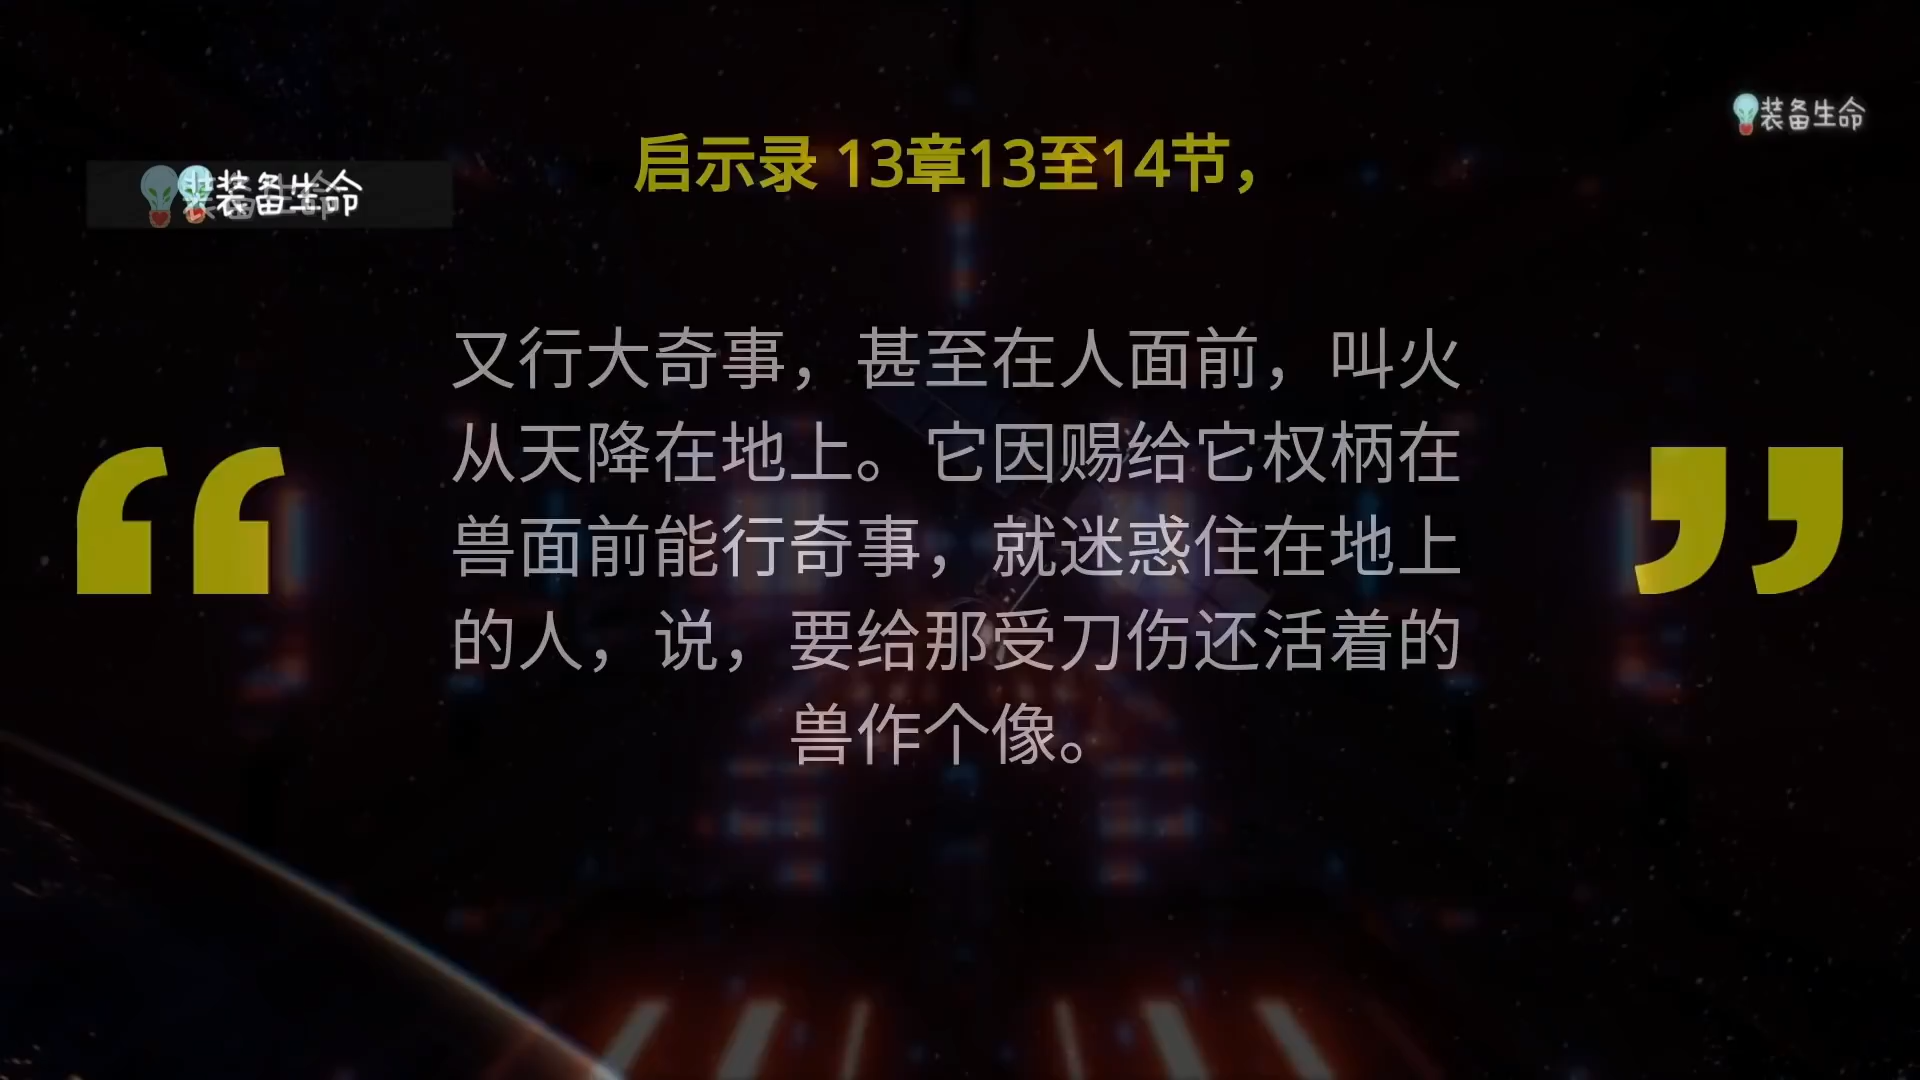 启示录 13章13至14节，
装备生命
装备生命
又行大奇事，甚至在人面前，叫火
从天降在地上。它因赐给它权柄在
兽面前能行奇事，就迷惑住在地上
的人，说，要给那受刀伤还活着的
兽作个像。